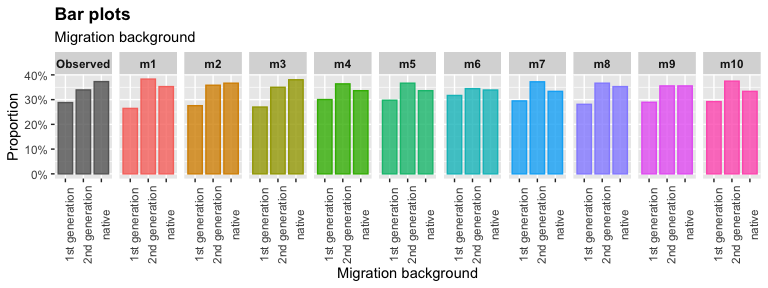 Bar plots
Migration background
Observed m1 m2 m3 m4 m5 m6 m7 m8 m9 m10
Proportion
40%
30%
20%
10%
0%
1st generation 2nd generation native 1st generation 2nd generation native 1st generation 2nd generation native 1st generation 2nd generation native 1st generation 2nd generation native 1st generation 2nd generation native 1st generation 2nd generation native 1st generation 2nd generation native 1st generation 2nd generation native 1st generation 2nd generation native 1st generation 2nd generation native
Migration background